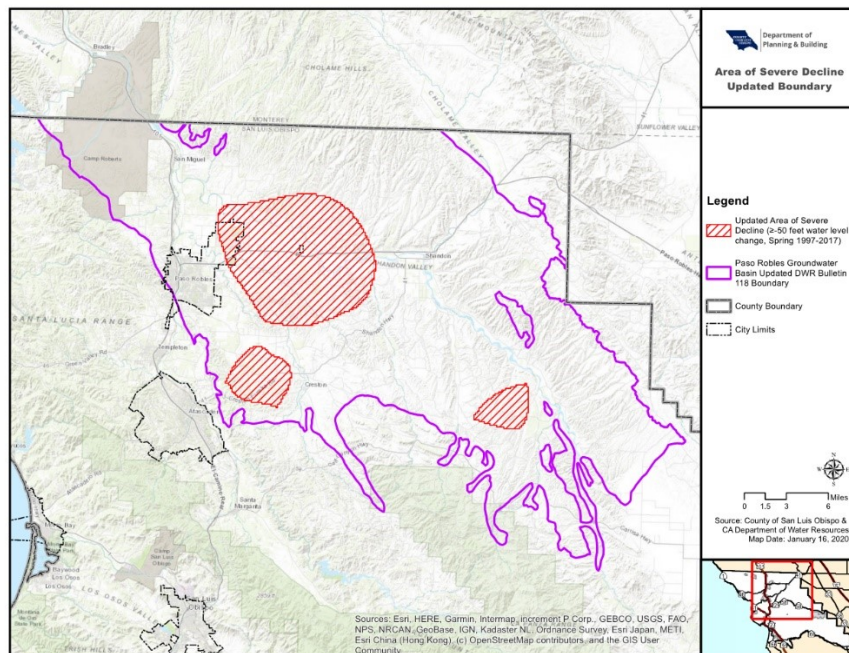 Department of
Planning & Building
Area of Severe Decline
Updated Boundary
Legend
Updated Area of Severe
Decline (≥-50 feet water level
change, Spring 1997-2017)
Paso Robles Groundwater
Basin Updated DWR Bulletin
118 Boundary
County Boundary
City Limits
0 1.5 3 6
Miles
Source: County of San Luis Obispo &
CA Department of Water Resources
Map Date: January 16, 2020
Bradley
CHOLAME HILLS
CHOLAME VALLEY
MONTEREY
SAN LUIS OBISPO
SUNFLOWER VALLEY
Camp Roberts
San Miguel
Shandon
Paso Robles
SANTA LUCIA RANGE
Templeton
Creston
Santa
Margarita
LOS OSOS VALLEY
Los Osos
Sources: Esri, HERE, Garmin, Intermap, increment P Corp., GEBCO, USGS, FAO,
NPS, NRCAN, GeoBase, IGN, Kadaster NL, Ordnance Survey, Esri Japan, METI,
Esri China (Hong Kong), (c) OpenStreetMap contributors, and the GIS User
Community